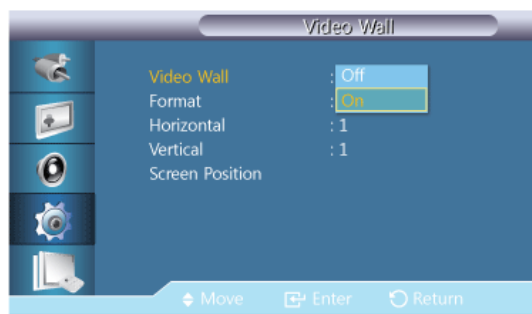 Video Wall
Video Wall : Off
Format : On
Horizontal : 1
Vertical : 1
Screen Position
Move Enter Return